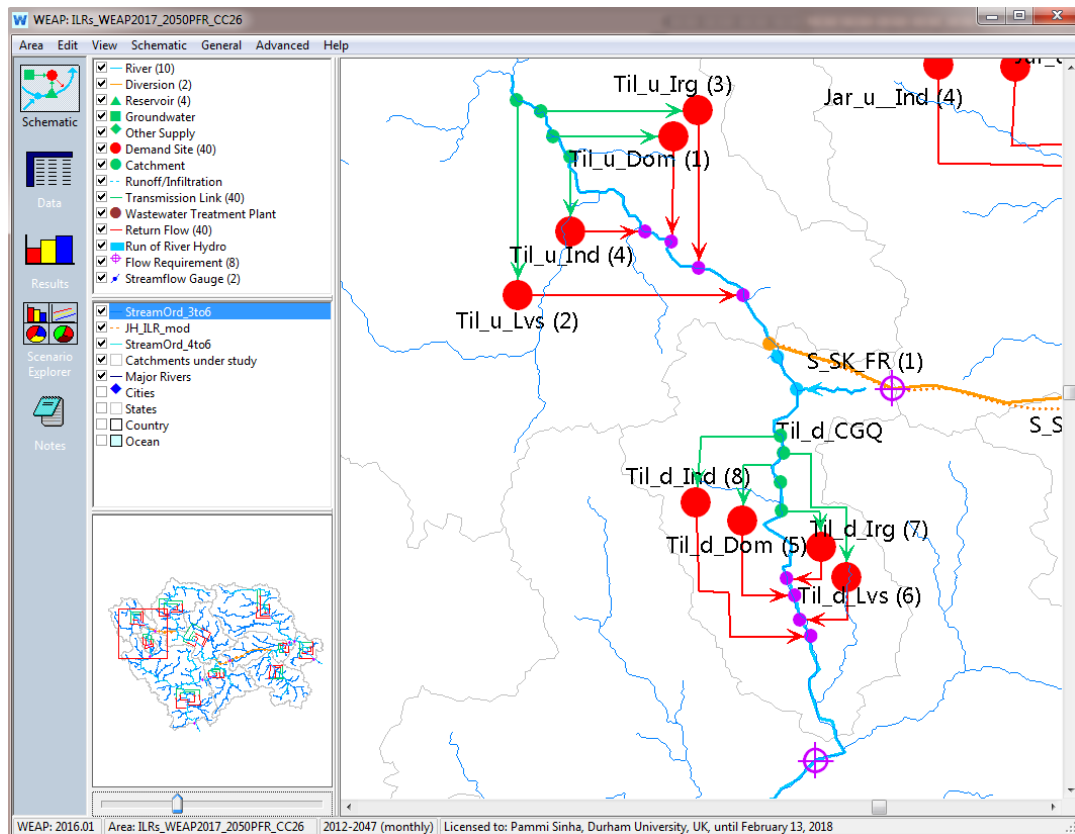 WEAP: ILRs_WEAP2017_2050PFR_CC26
Area Edit View Schematic General Advanced Help
Schematic
Data
Results
Scenario
Explorer
Notes
River (10)
Diversion (2)
Reservoir (4)
Groundwater
Other Supply
Demand Site (40)
Catchment
Runoff/Infiltration
Transmission Link (40)
Wastewater Treatment Plant
Return Flow (40)
Run of River Hydro
Flow Requirement (8)
Streamflow Gauge (2)
StreamOrd_3to6
JH_ILR_mod
StreamOrd_4to6
Catchments under study
Major Rivers
Cities
States
Country
Ocean
Til_u_Irg (3)
Jar_u__Ind (4)
Til_u_Dom (1)
Til_u_Ind (4)
Til_u_Lvs (2)
S_SK_FR (1)
S_S
Til_d_CGQ
Til_d_Ind (8)
Til_d_Irg (7)
Til_d_Dom (5)
Til_d_Lvs (6)
WEAP: 2016.01 Area: ILRs_WEAP2017_2050PFR_CC26 2012-2047 (monthly) Licensed to: Pammi Sinha, Durham University, UK, until February 13, 2018